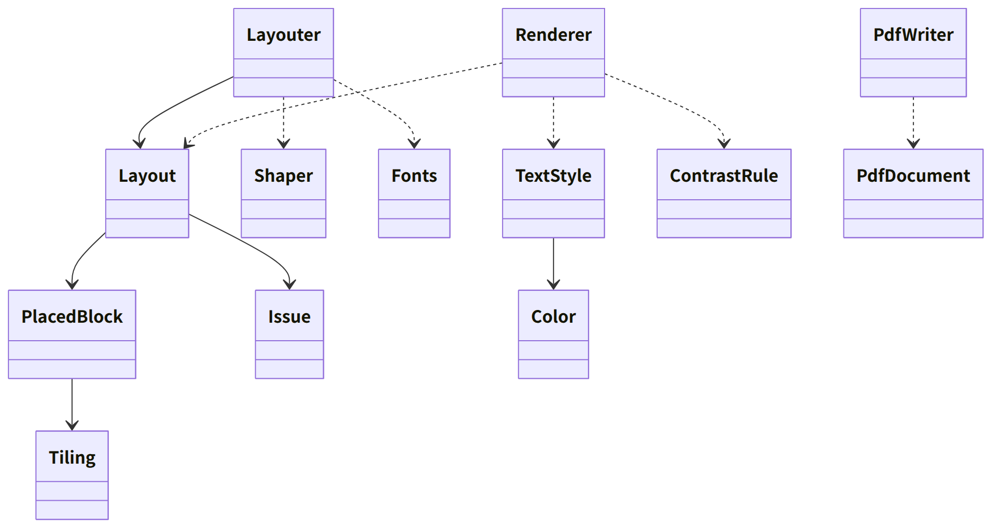 Layouter
Renderer
PdfWriter
Layout
Shaper
Fonts
TextStyle
ContrastRule
PdfDocument
PlacedBlock
Issue
Color
Tiling